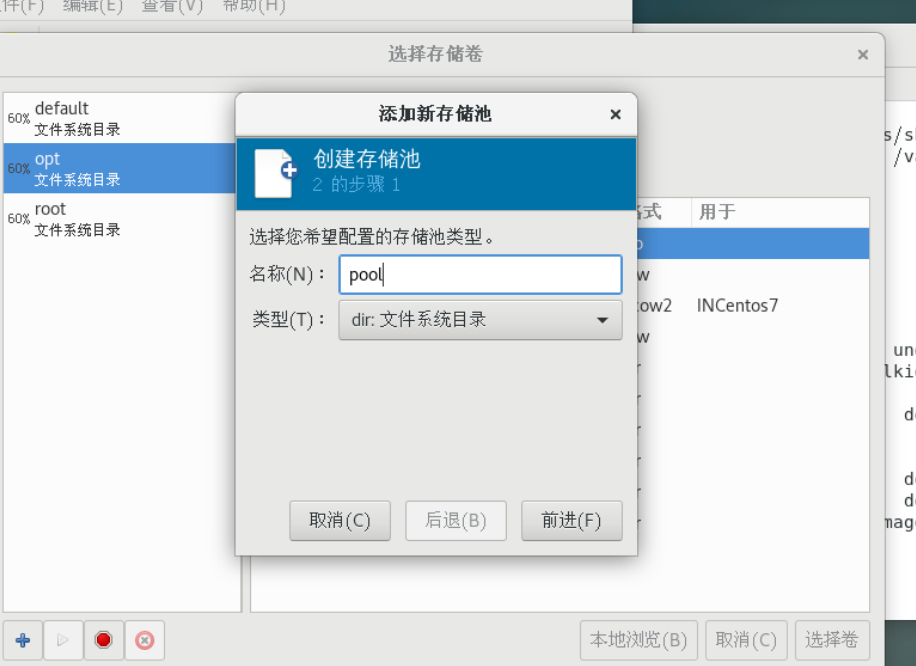 件(F) 编辑(E) 查看(V) 帮助(H)
选择存储卷
default
60%
文件系统目录
opt
60%
文件系统目录
root
60%
文件系统目录
添加新存储池
创建存储池
2 的步骤 1
选择您希望配置的存储池类型。
名称(N)： pool
类型(T)： dir: 文件系统目录
取消(C) 后退(B) 前进(F)
格式 用于
INCentos7
本地浏览(B) 取消(C) 选择卷